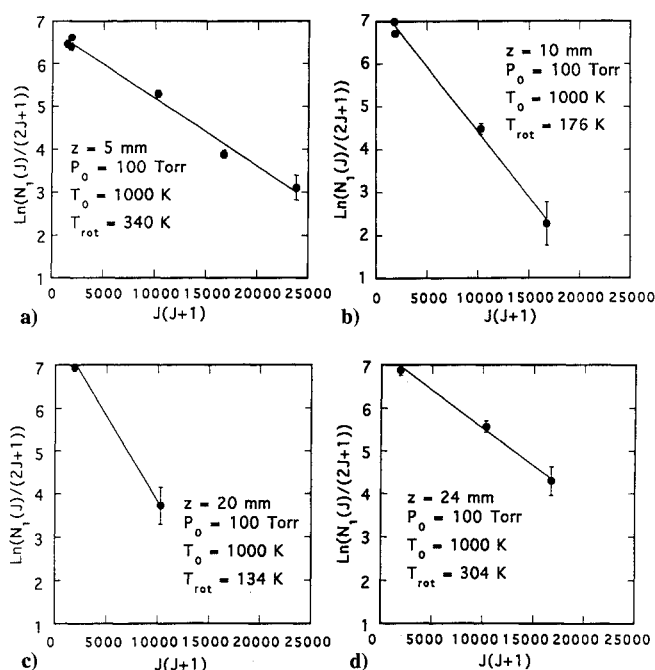 7
6
5
4
3
2
1
Ln(N₁(J)/(2J+1))
z = 5 mm
P₀ = 100 Torr
T₀ = 1000 K
Tᵣₒₜ = 340 K
0 5000 10000 15000 20000 25000
a) J(J+1)
7
6
5
4
3
2
1
Ln(N₁(J)/(2J+1))
z = 10 mm
P₀ = 100 Torr
T₀ = 1000 K
Tᵣₒₜ = 176 K
0 5000 10000 15000 20000 25000
b) J(J+1)
7
6
5
4
3
2
1
Ln(N₁(J)/(2J+1))
z = 20 mm
P₀ = 100 Torr
T₀ = 1000 K
Tᵣₒₜ = 134 K
0 5000 10000 15000 20000 25000
c) J(J+1)
7
6
5
4
3
2
1
Ln(N₁(J)/(2J+1))
z = 24 mm
P₀ = 100 Torr
T₀ = 1000 K
Tᵣₒₜ = 304 K
0 5000 10000 15000 20000 25000
d) J(J+1)